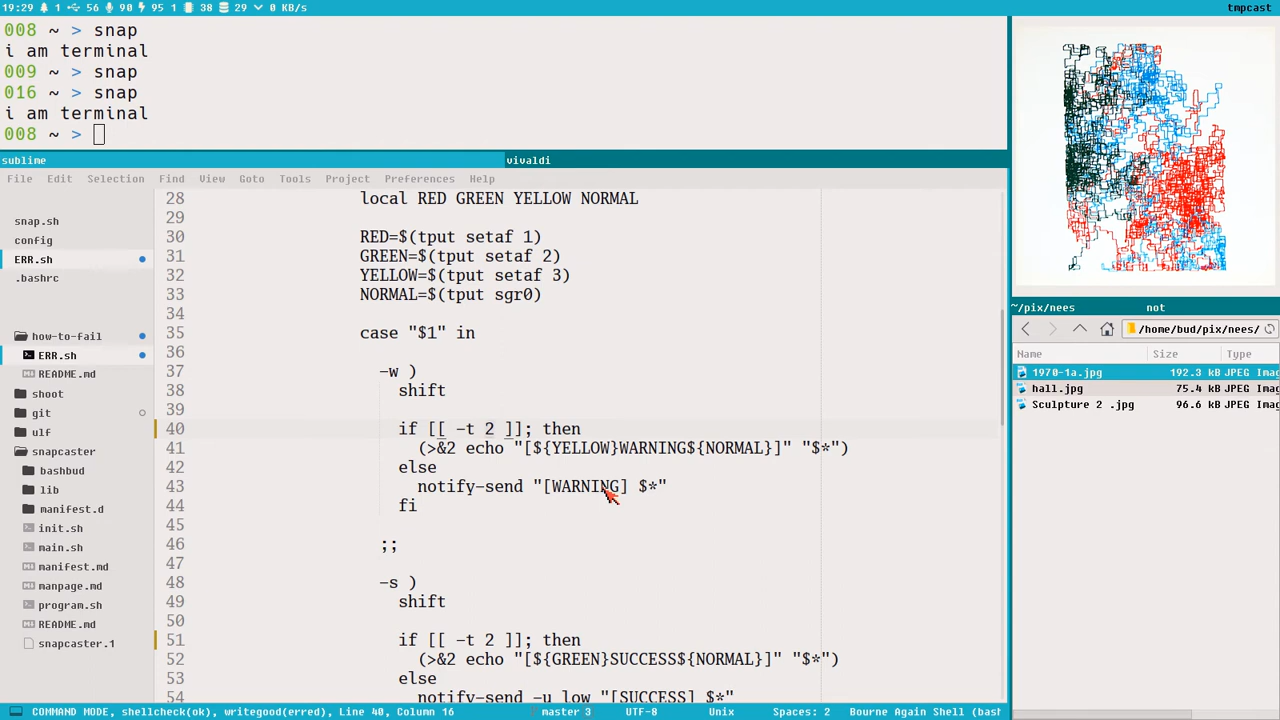 19:29 1 56 90 95 1 38 29 0 KB/s tmpcast
008 ~ > snap
i am terminal
009 ~ > snap
016 ~ > snap
i am terminal
008 ~ >
sublime vivaldi
File Edit Selection Find View Goto Tools Project Preferences Help
snap.sh
config
ERR.sh
.bashrc
how-to-fail
ERR.sh
README.md
shoot
git
ulf
snapcaster
bashbud
lib
manifest.d
init.sh
main.sh
manifest.md
manpage.md
program.sh
README.md
snapcaster.1
28 local RED GREEN YELLOW NORMAL
29
30 RED=$(tput setaf 1)
31 GREEN=$(tput setaf 2)
32 YELLOW=$(tput setaf 3)
33 NORMAL=$(tput sgr0)
34
35 case "$1" in
36
37 -w )
38 shift
39
40 if [[ -t 2 ]]; then
41 (>&2 echo "[${YELLOW}WARNING${NORMAL}]" "$*")
42 else
43 notify-send "[WARNING] $*"
44 fi
45
46 ;;
47
48 -s )
49 shift
50
51 if [[ -t 2 ]]; then
52 (>&2 echo "[${GREEN}SUCCESS${NORMAL}]" "$*")
53 else
54 notify-send -u low "[SUCCESS] $*"
COMMAND MODE, shellcheck(ok), writegood(erred), Line 40, Column 16 master 3 UTF-8 Unix Spaces: 2 Bourne Again Shell (bash
~/pix/nees not
/home/bud/pix/nees/
Name Size Type
1970-1a.jpg 192.3 kB JPEG Imag
hall.jpg 75.4 kB JPEG Imag
Sculpture 2 .jpg 96.6 kB JPEG Imag